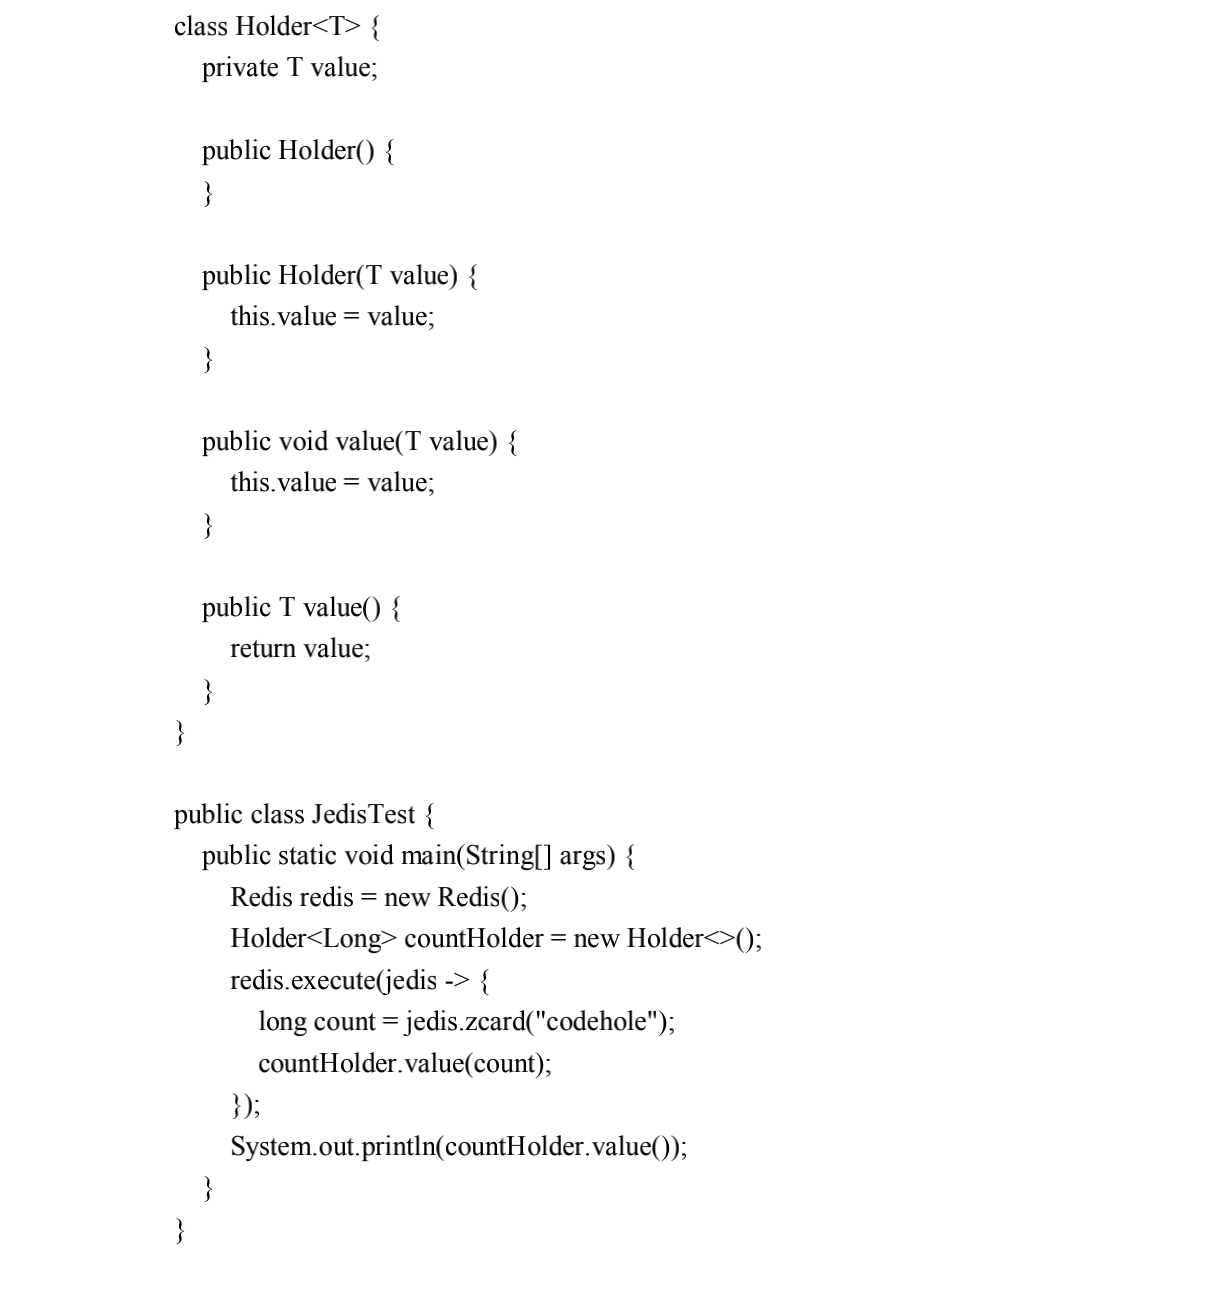 class Holder<T> {
private T value;
public Holder() {
}
public Holder(T value) {
this.value = value;
}
public void value(T value) {
this.value = value;
}
public T value() {
return value;
}
}
public class JedisTest {
public static void main(String[] args) {
Redis redis = new Redis();
Holder<Long> countHolder = new Holder<>();
redis.execute(jedis -> {
long count = jedis.zcard("codehole");
countHolder.value(count);
});
System.out.println(countHolder.value());
}
}